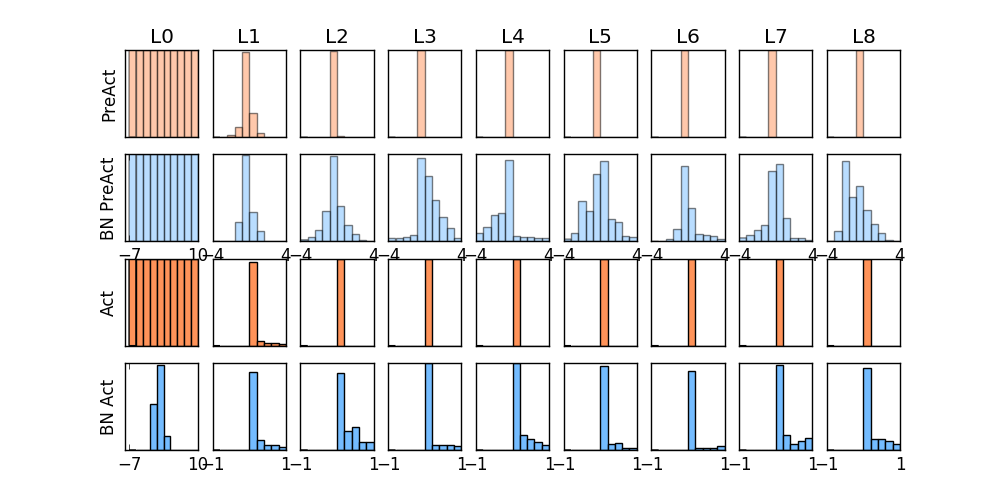 L0 L1 L2 L3 L4 L5 L6 L7 L8
PreAct
BN PreAct
−7 10 −4 4 −4 4 −4 4 −4 4 −4 4 −4 4 −4 4 −4 4
Act
BN Act
−7 10 −1 1 −1 1 −1 1 −1 1 −1 1 −1 1 −1 1 −1 1